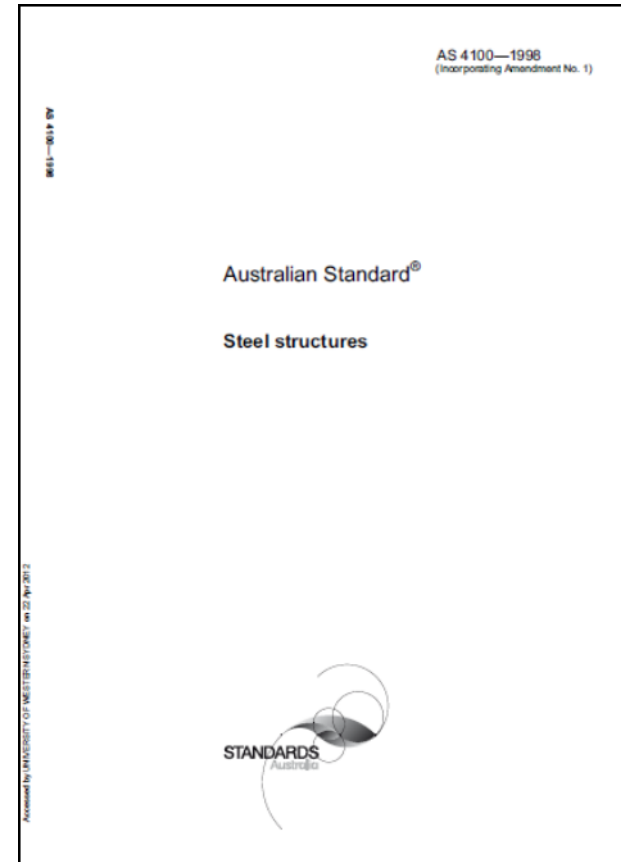 AS 4100—1998
(Incorporating Amendment No. 1)
AS 4100—1998
Australian Standard®
Steel structures
Accessed by UNIVERSITY OF WESTERN SYDNEY on 22 Apr 2012
STANDARDS
Australia